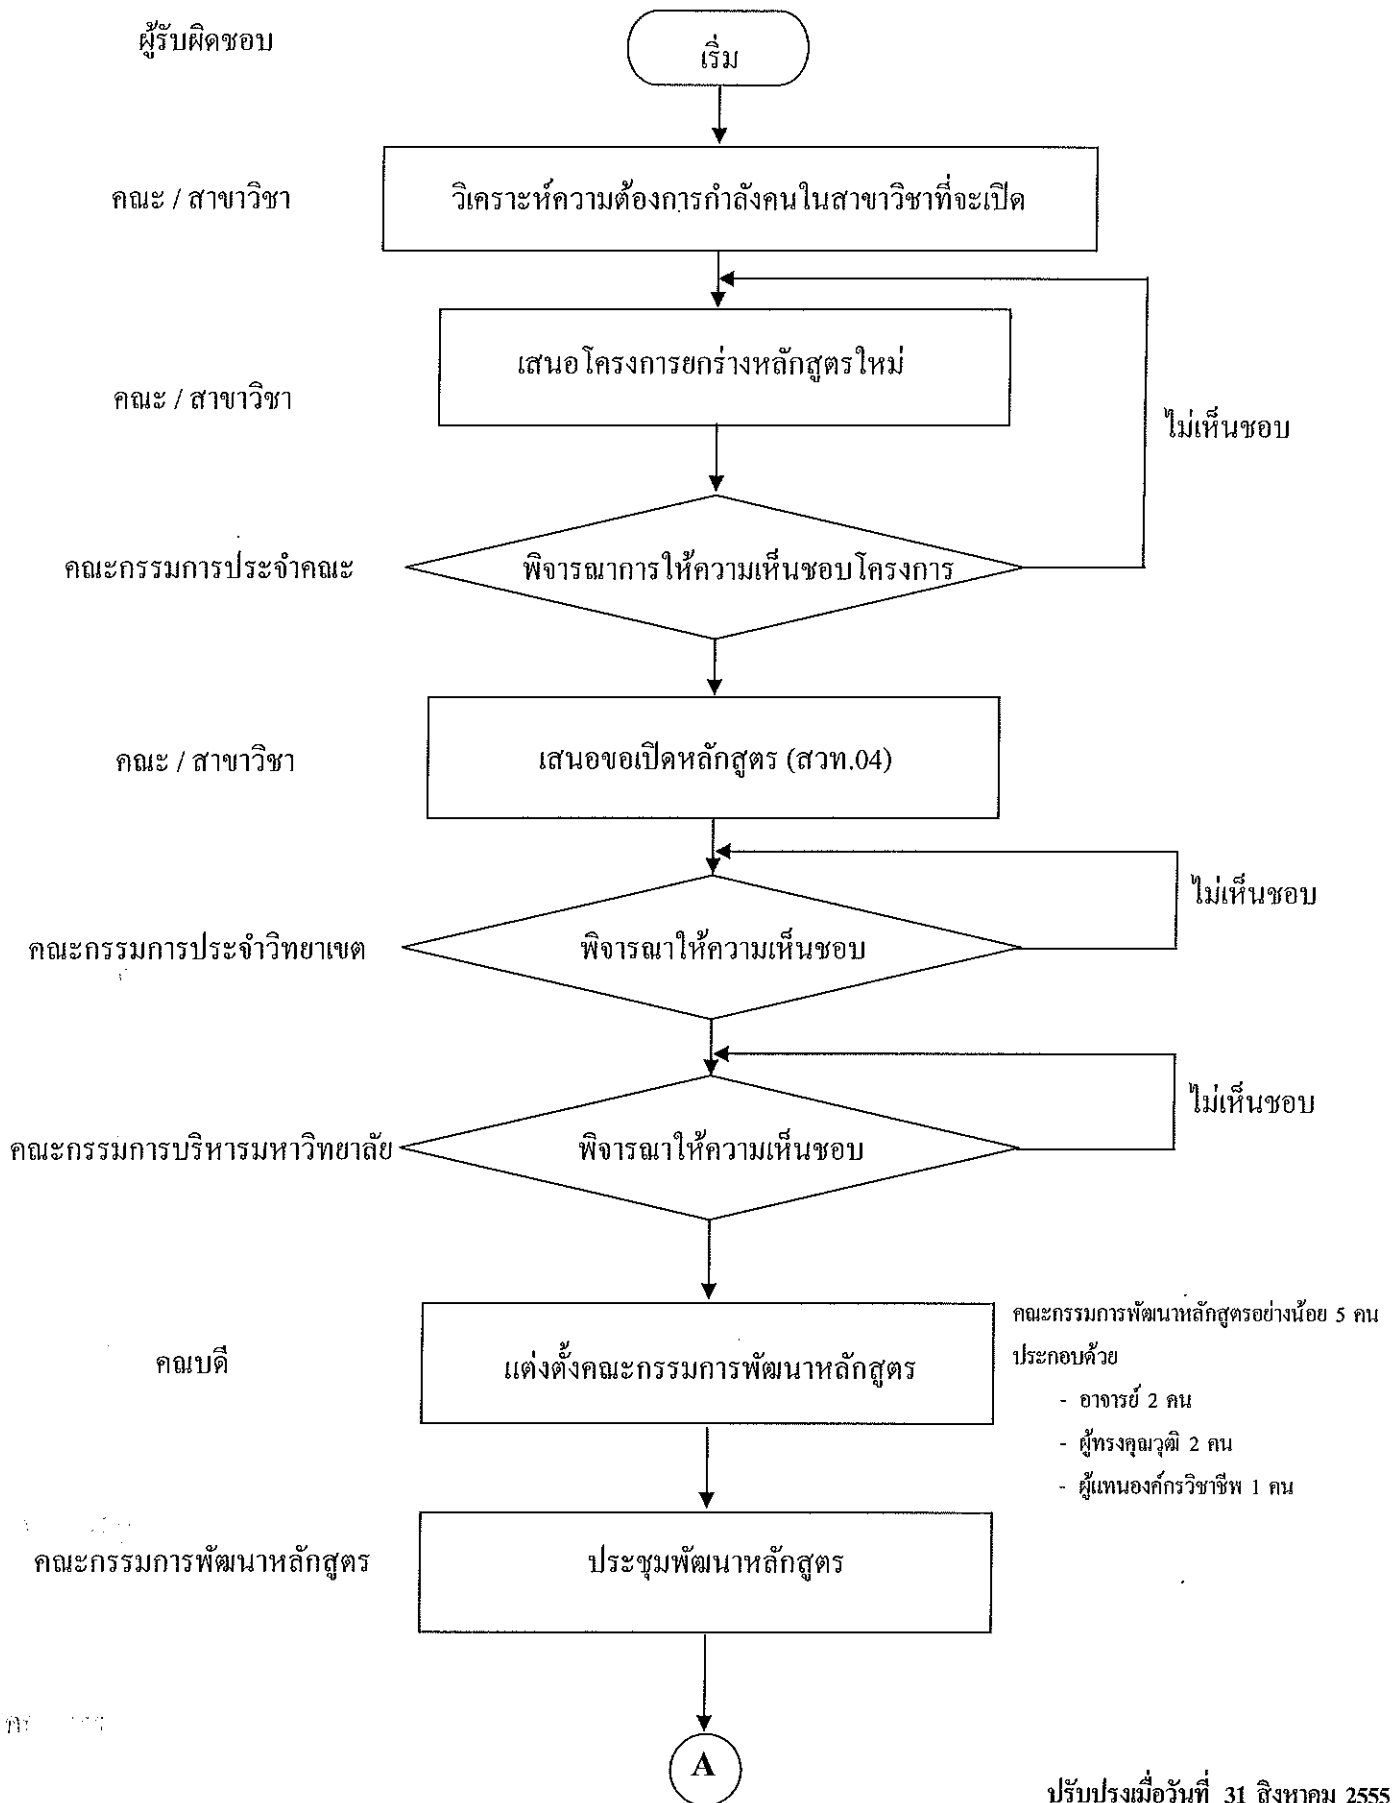 ผู้รับผิดชอบ
เริ่ม
คณะ / สาขาวิชา
วิเคราะห์ความต้องการกำลังคนในสาขาวิชาที่จะเปิด
เสนอโครงการยกร่างหลักสูตรใหม่
คณะ / สาขาวิชา
ไม่เห็นชอบ
คณะกรรมการประจำคณะ
พิจารณาการให้ความเห็นชอบโครงการ
คณะ / สาขาวิชา
เสนอขอเปิดหลักสูตร (สวท.04)
ไม่เห็นชอบ
คณะกรรมการประจำวิทยาเขต
พิจารณาให้ความเห็นชอบ
ไม่เห็นชอบ
คณะกรรมการบริหารมหาวิทยาลัย
พิจารณาให้ความเห็นชอบ
คณบดี
แต่งตั้งคณะกรรมการพัฒนาหลักสูตร
คณะกรรมการพัฒนาหลักสูตรอย่างน้อย 5 คน
ประกอบด้วย
- อาจารย์ 2 คน
- ผู้ทรงคุณวุฒิ 2 คน
- ผู้แทนองค์กรวิชาชีพ 1 คน
คณะกรรมการพัฒนาหลักสูตร
ประชุมพัฒนาหลักสูตร
A
ปรับปรุงเมื่อวันที่ 31 สิงหาคม 2555